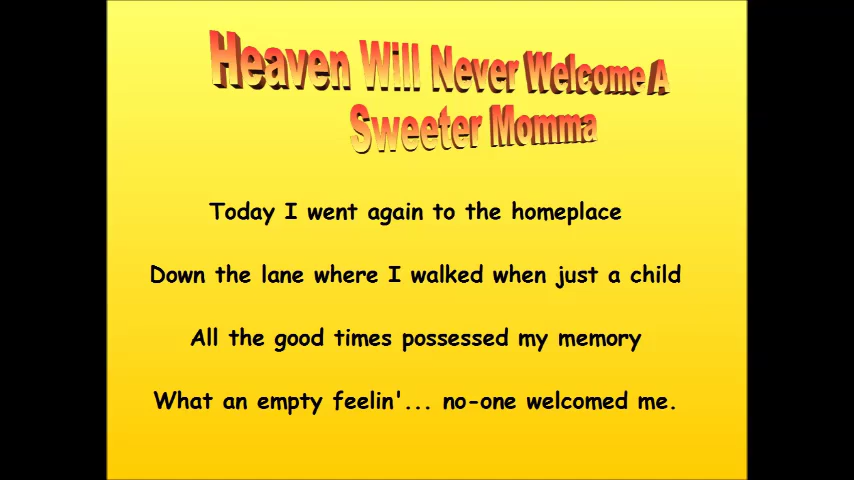 Heaven Will Never Welcome A
Sweeter Momma
Today I went again to the homeplace
Down the lane where I walked when just a child
All the good times possessed my memory
What an empty feelin'... no-one welcomed me.